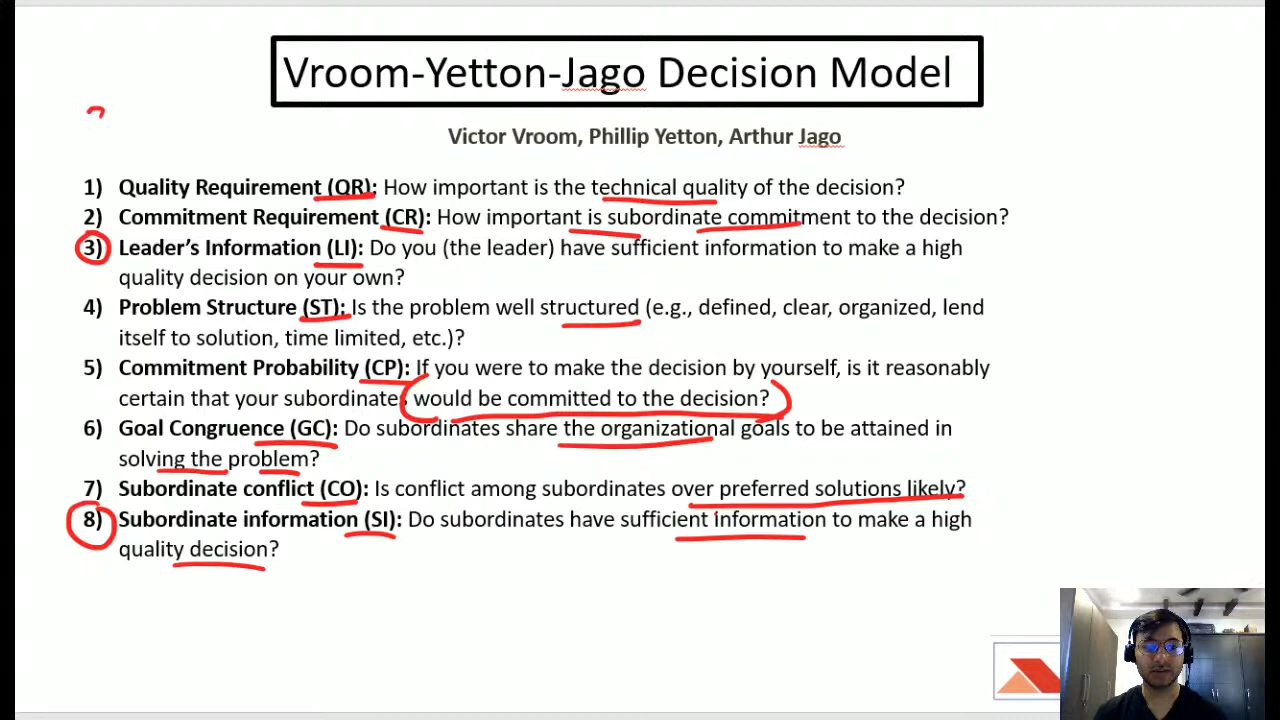 Vroom-Yetton-Jago Decision Model
Victor Vroom, Phillip Yetton, Arthur Jago
1) Quality Requirement (QR): How important is the technical quality of the decision?
2) Commitment Requirement (CR): How important is subordinate commitment to the decision?
3) Leader's Information (LI): Do you (the leader) have sufficient information to make a high
quality decision on your own?
4) Problem Structure (ST): Is the problem well structured (e.g., defined, clear, organized, lend
itself to solution, time limited, etc.)?
5) Commitment Probability (CP): If you were to make the decision by yourself, is it reasonably
certain that your subordinates would be committed to the decision?
6) Goal Congruence (GC): Do subordinates share the organizational goals to be attained in
solving the problem?
7) Subordinate conflict (CO): Is conflict among subordinates over preferred solutions likely?
8) Subordinate information (SI): Do subordinates have sufficient information to make a high
quality decision?